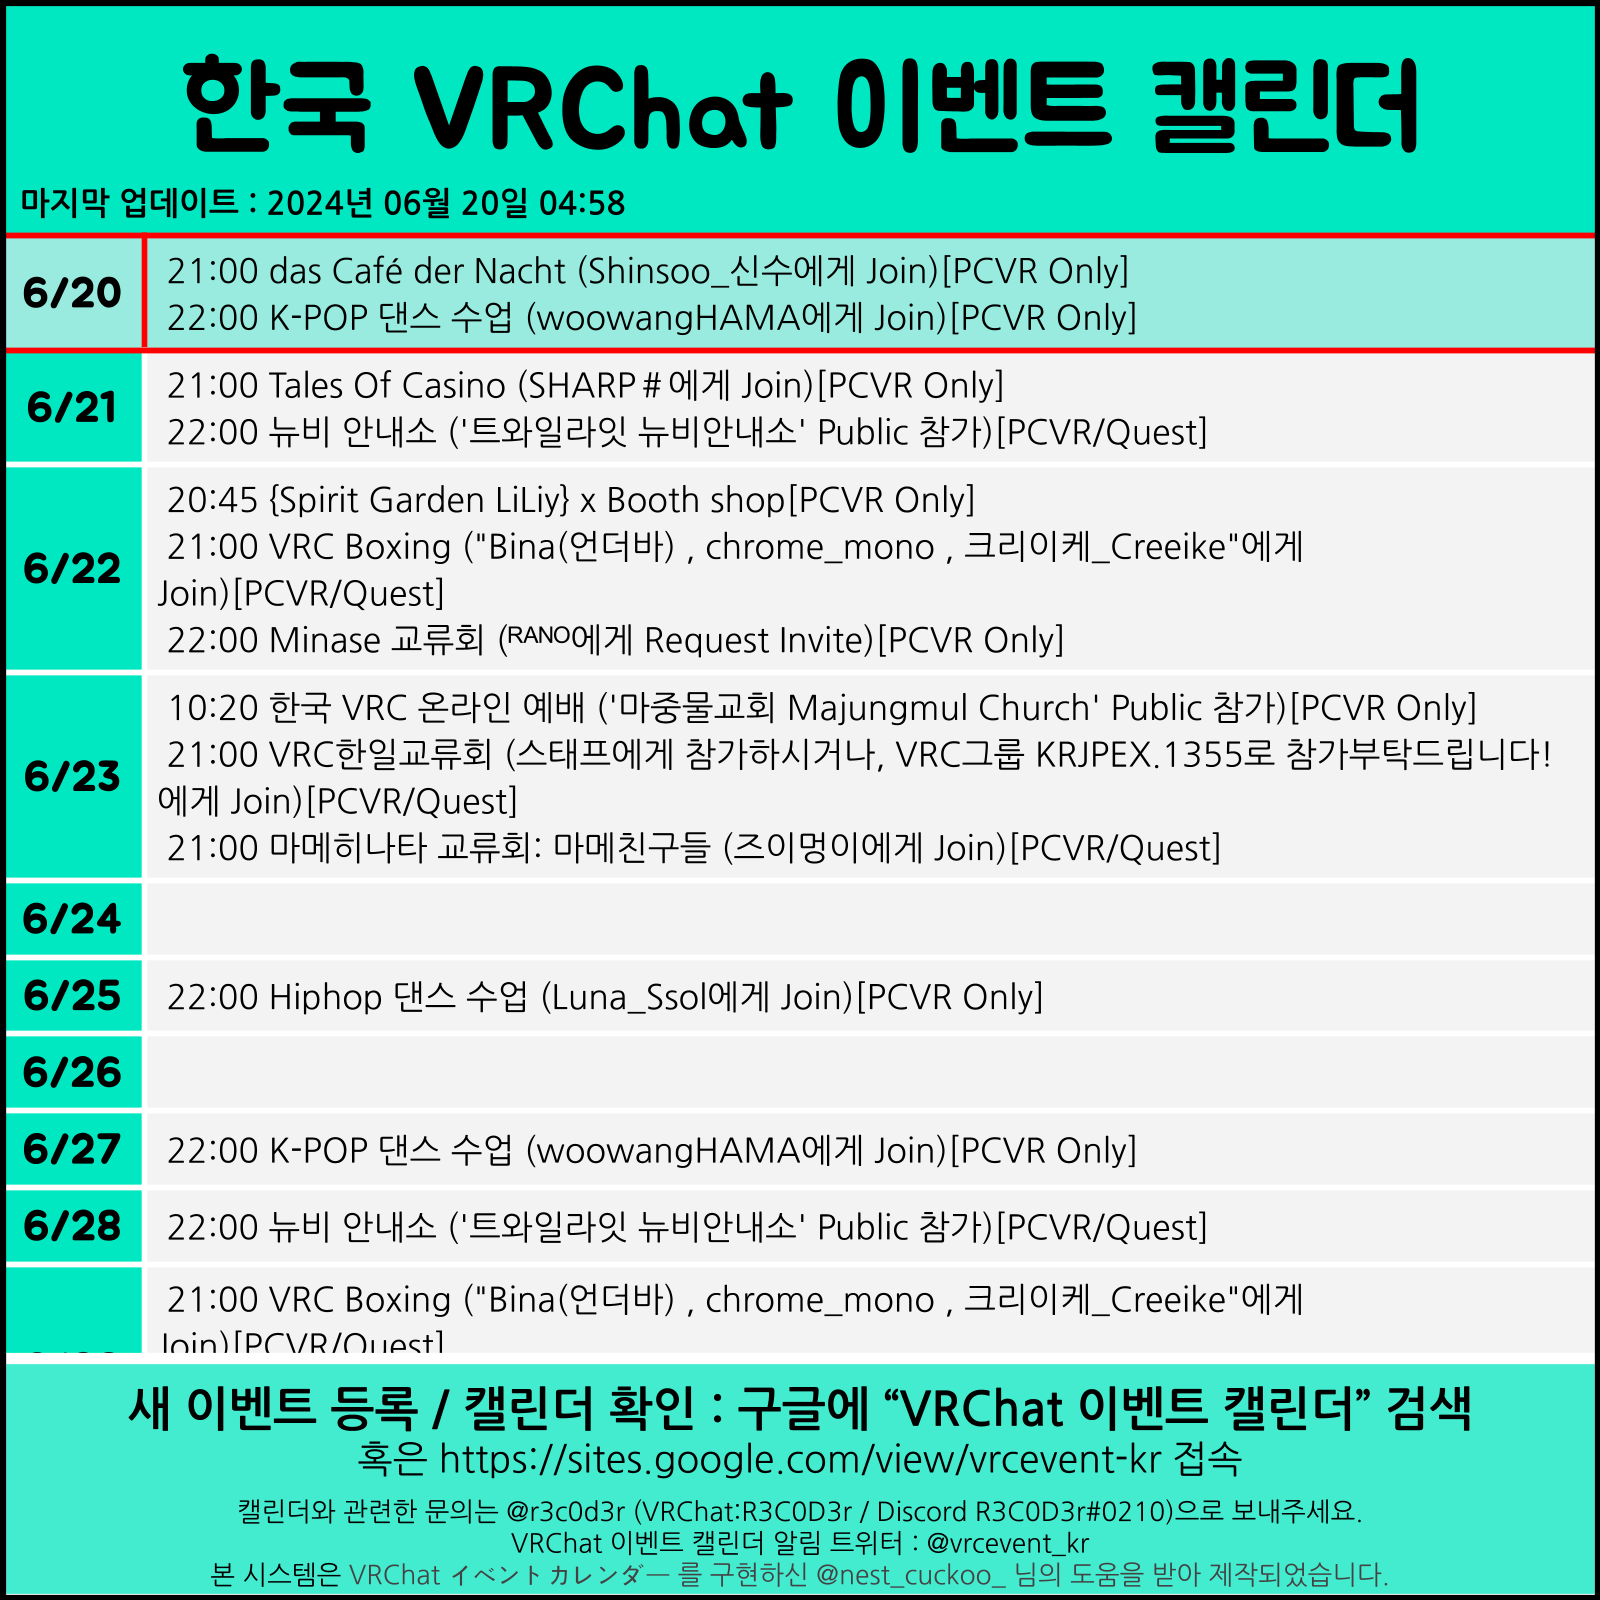 한국 VRChat 이벤트 캘린더
마지막 업데이트 : 2024년 06월 20일 04:58
6/20
21:00 das Café der Nacht (Shinsoo_신수에게 Join)[PCVR Only]
22:00 K-POP 댄스 수업 (woowangHAMA에게 Join)[PCVR Only]
6/21
21:00 Tales Of Casino (SHARP＃에게 Join)[PCVR Only]
22:00 뉴비 안내소 ('트와일라잇 뉴비안내소' Public 참가)[PCVR/Quest]
6/22
20:45 {Spirit Garden LiLiy} x Booth shop[PCVR Only]
21:00 VRC Boxing ("Bina(언더바) , chrome_mono , 크리이케_Creeike"에게
Join)[PCVR/Quest]
22:00 Minase 교류회 (ᴿᴬᴺᴼ에게 Request Invite)[PCVR Only]
6/23
10:20 한국 VRC 온라인 예배 ('마중물교회 Majungmul Church' Public 참가)[PCVR Only]
21:00 VRC한일교류회 (스태프에게 참가하시거나, VRC그룹 KRJPEX.1355로 참가부탁드립니다!
에게 Join)[PCVR/Quest]
21:00 마메히나타 교류회: 마메친구들 (즈이멍이에게 Join)[PCVR/Quest]
6/24
6/25
22:00 Hiphop 댄스 수업 (Luna_Ssol에게 Join)[PCVR Only]
6/26
6/27
22:00 K-POP 댄스 수업 (woowangHAMA에게 Join)[PCVR Only]
6/28
22:00 뉴비 안내소 ('트와일라잇 뉴비안내소' Public 참가)[PCVR/Quest]
21:00 VRC Boxing ("Bina(언더바) , chrome_mono , 크리이케_Creeike"에게
Join)[PCVR/Quest]
새 이벤트 등록 / 캘린더 확인 : 구글에 “VRChat 이벤트 캘린더” 검색
혹은 https://sites.google.com/view/vrcevent-kr 접속
캘린더와 관련한 문의는 @r3c0d3r (VRChat:R3C0D3r / Discord R3C0D3r#0210)으로 보내주세요.
VRChat 이벤트 캘린더 알림 트위터 : @vrcevent_kr
본 시스템은 VRChat イベントカレンダー 를 구현하신 @nest_cuckoo_ 님의 도움을 받아 제작되었습니다.